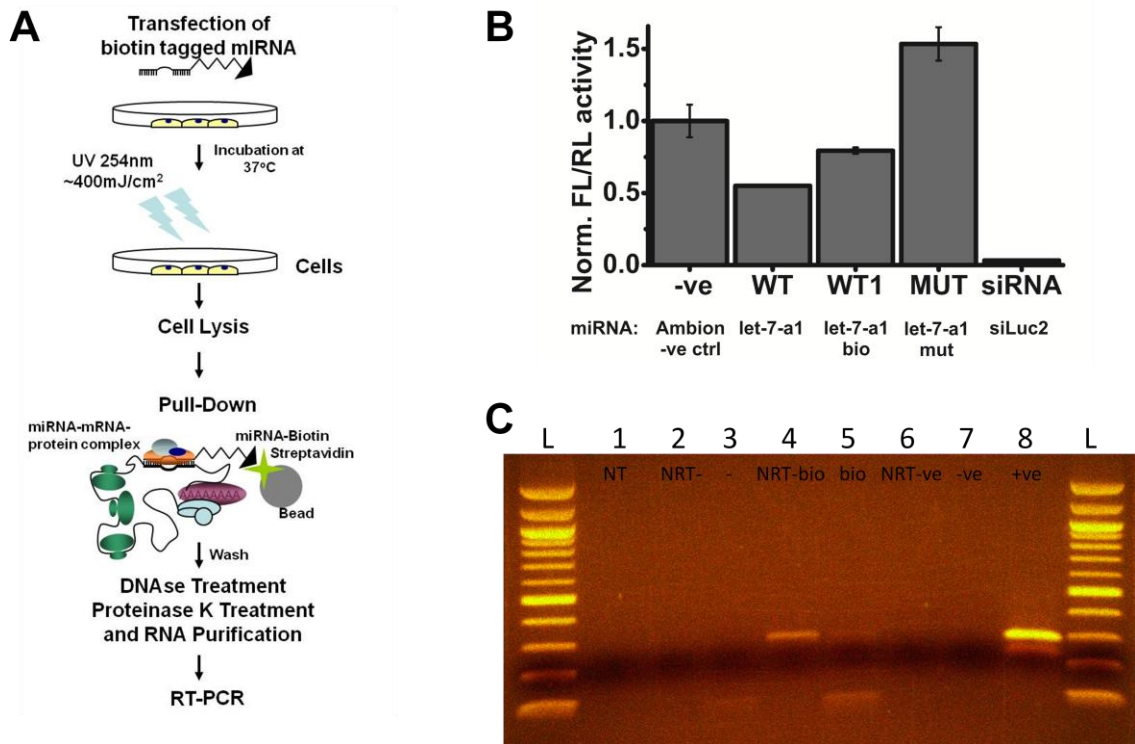 A
Transfection of
biotin tagged miRNA
Incubation at
37ºC
UV 254nm
~400mJ/cm²
Cells
Cell Lysis
Pull-Down
miRNA-mRNA-
protein complex
miRNA-Biotin
Streptavidin
Bead
Wash
DNAse Treatment
Proteinase K Treatment
and RNA Purification
RT-PCR
B
Norm. FL/RL activity
1.5
1.0
0.5
0.0
-ve WT WT1 MUT siRNA
miRNA: Ambion let-7-a1 let-7-a1 let-7-a1 siLuc2
-ve ctrl bio mut
C
L 1 2 3 4 5 6 7 8 L
NT NRT- - NRT-bio bio NRT-ve -ve +ve